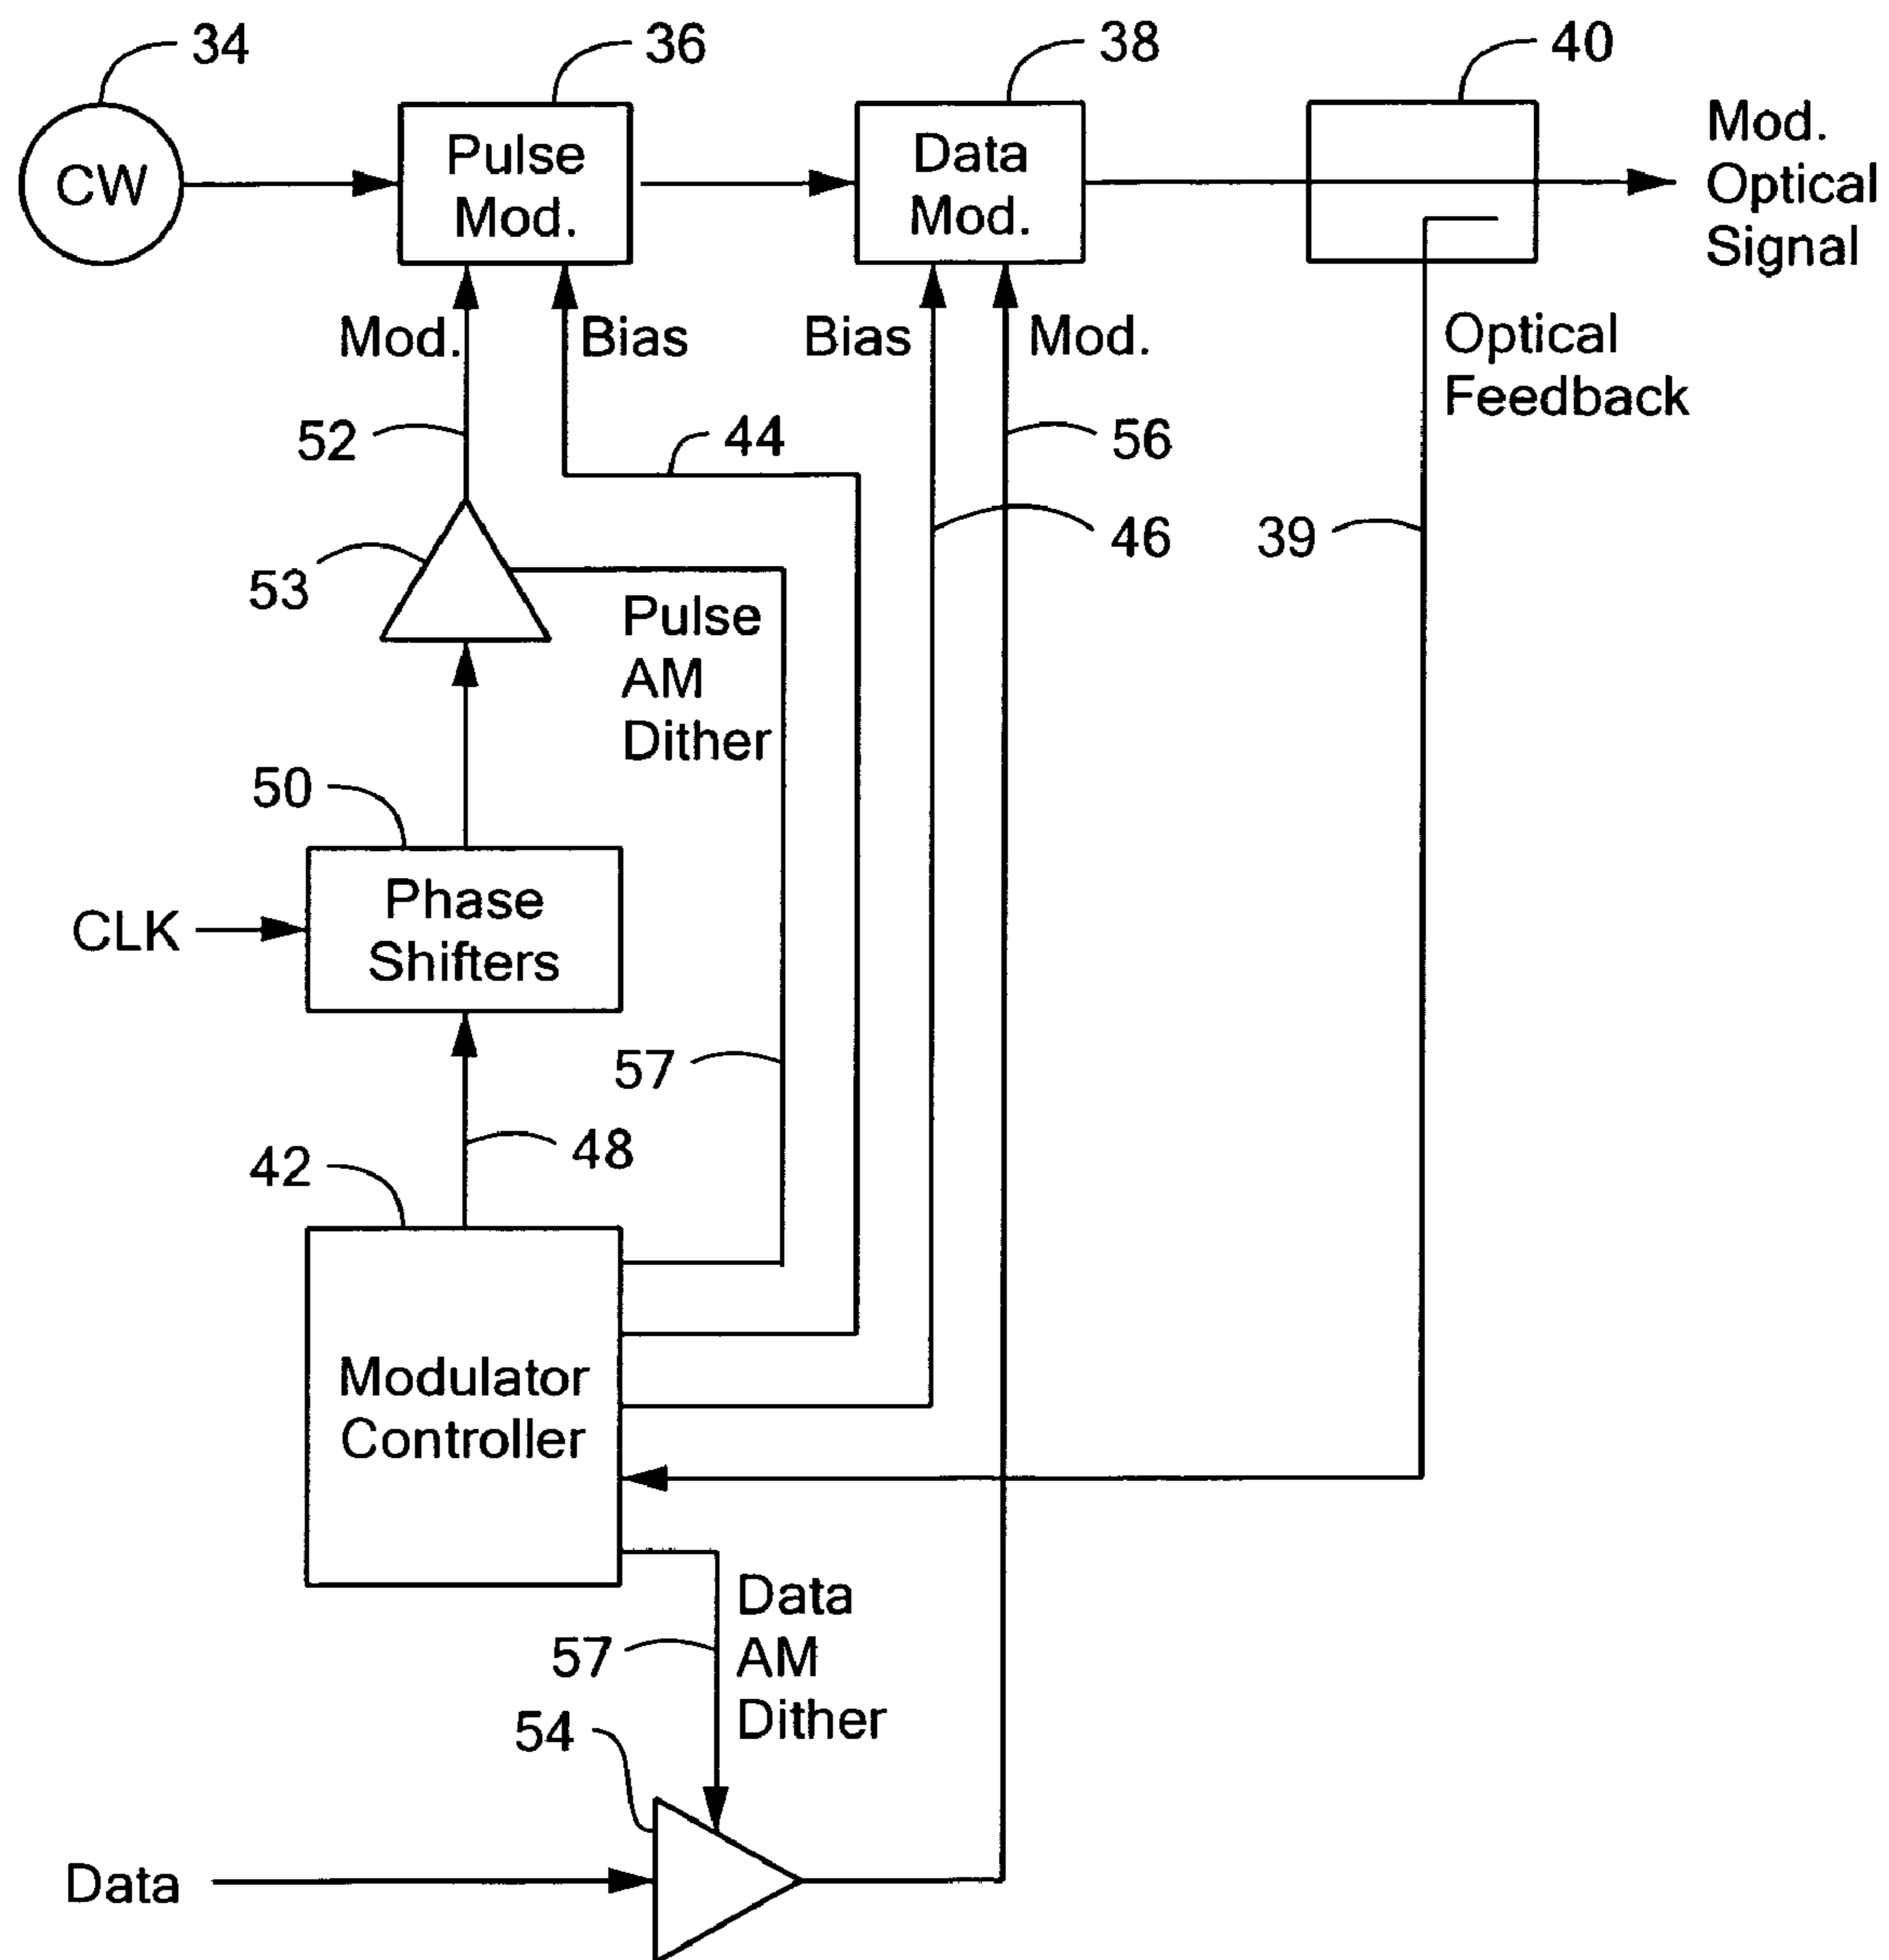 34
36
38
40
CW
Pulse
Mod.
Data
Mod.
Mod.
Optical
Signal
Mod.
Bias
Bias
Mod.
Optical
Feedback
52
44
56
53
46
39
Pulse
AM
Dither
50
CLK
Phase
Shifters
57
48
42
Modulator
Controller
Data
AM
Dither
57
54
Data